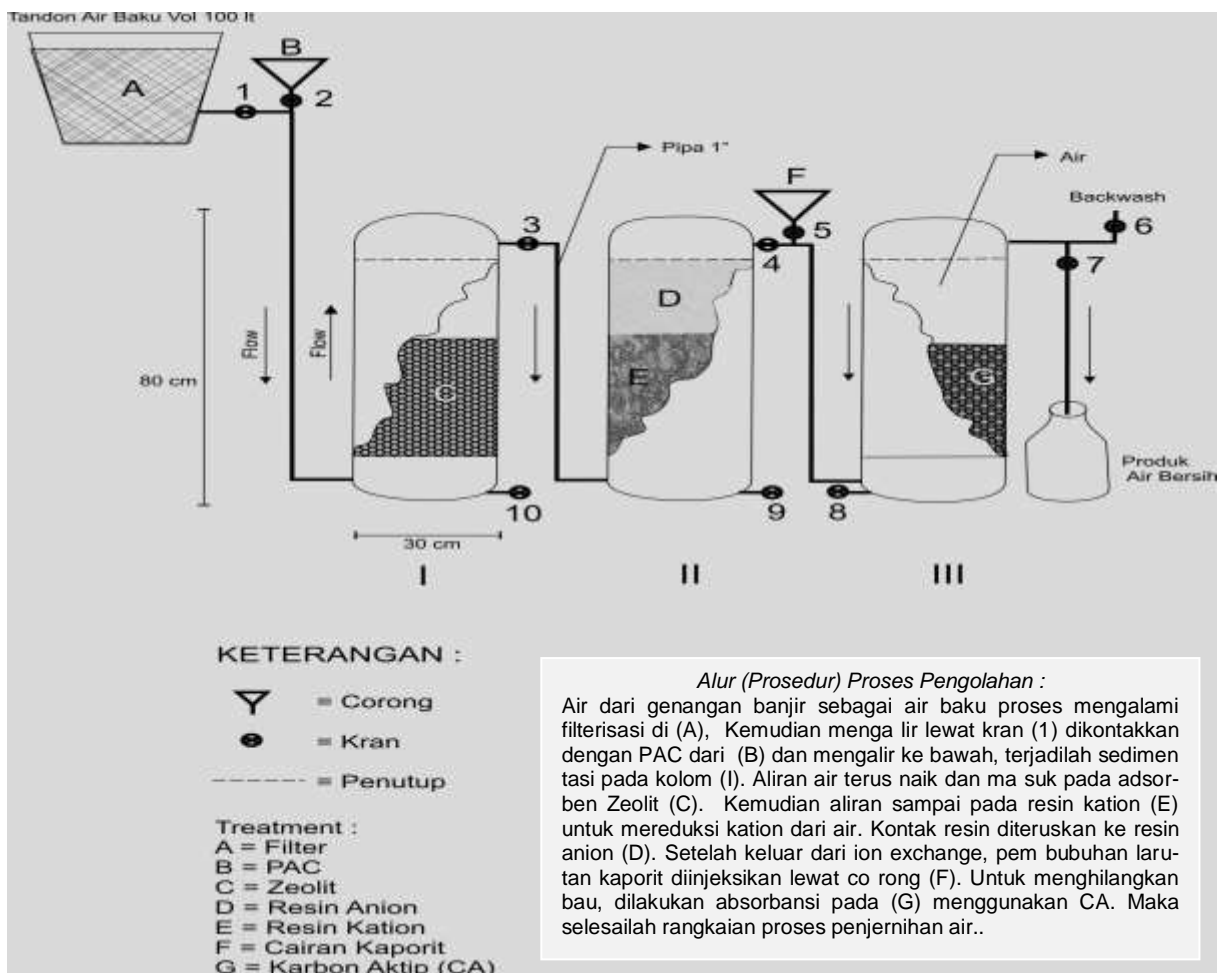 Tandon Air Baku Vol 100 lt
B
A
1
2
Pipa 1"
F
Air
Backwash
3
4
5
6
7
Flow
Flow
D
C
E
G
80 cm
Produk
Air Bersih
10
9
8
30 cm
I
II
III
KETERANGAN :
= Corong
= Kran
= Penutup
Treatment :
A = Filter
B = PAC
C = Zeolit
D = Resin Anion
E = Resin Kation
F = Cairan Kaporit
G = Karbon Aktip (CA)
Alur (Prosedur) Proses Pengolahan :
Air dari genangan banjir sebagai air baku proses mengalami
filterisasi di (A), Kemudian menga lir lewat kran (1) dikontakkan
dengan PAC dari (B) dan mengalir ke bawah, terjadilah sedimen
tasi pada kolom (I). Aliran air terus naik dan ma suk pada adsor-
ben Zeolit (C). Kemudian aliran sampai pada resin kation (E)
untuk mereduksi kation dari air. Kontak resin diteruskan ke resin
anion (D). Setelah keluar dari ion exchange, pem bubuhan laru-
tan kaporit diinjeksikan lewat co rong (F). Untuk menghilangkan
bau, dilakukan absorbansi pada (G) menggunakan CA. Maka
selesailah rangkaian proses penjernihan air..